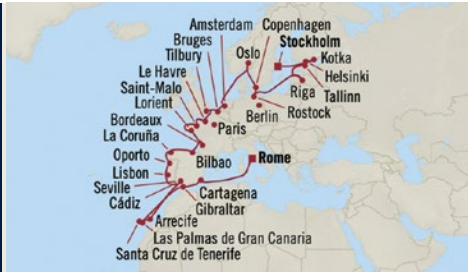 Amsterdam
Copenhagen
Bruges
Oslo
Stockholm
Tilbury
Kotka
Le Havre
Helsinki
Saint-Malo
Riga
Tallinn
Lorient
Berlin
Rostock
Bordeaux
Paris
La Coruña
Oporto
Bilbao
Rome
Lisbon
Seville
Cartagena
Cádiz
Gibraltar
Arrecife
Las Palmas de Gran Canaria
Santa Cruz de Tenerife